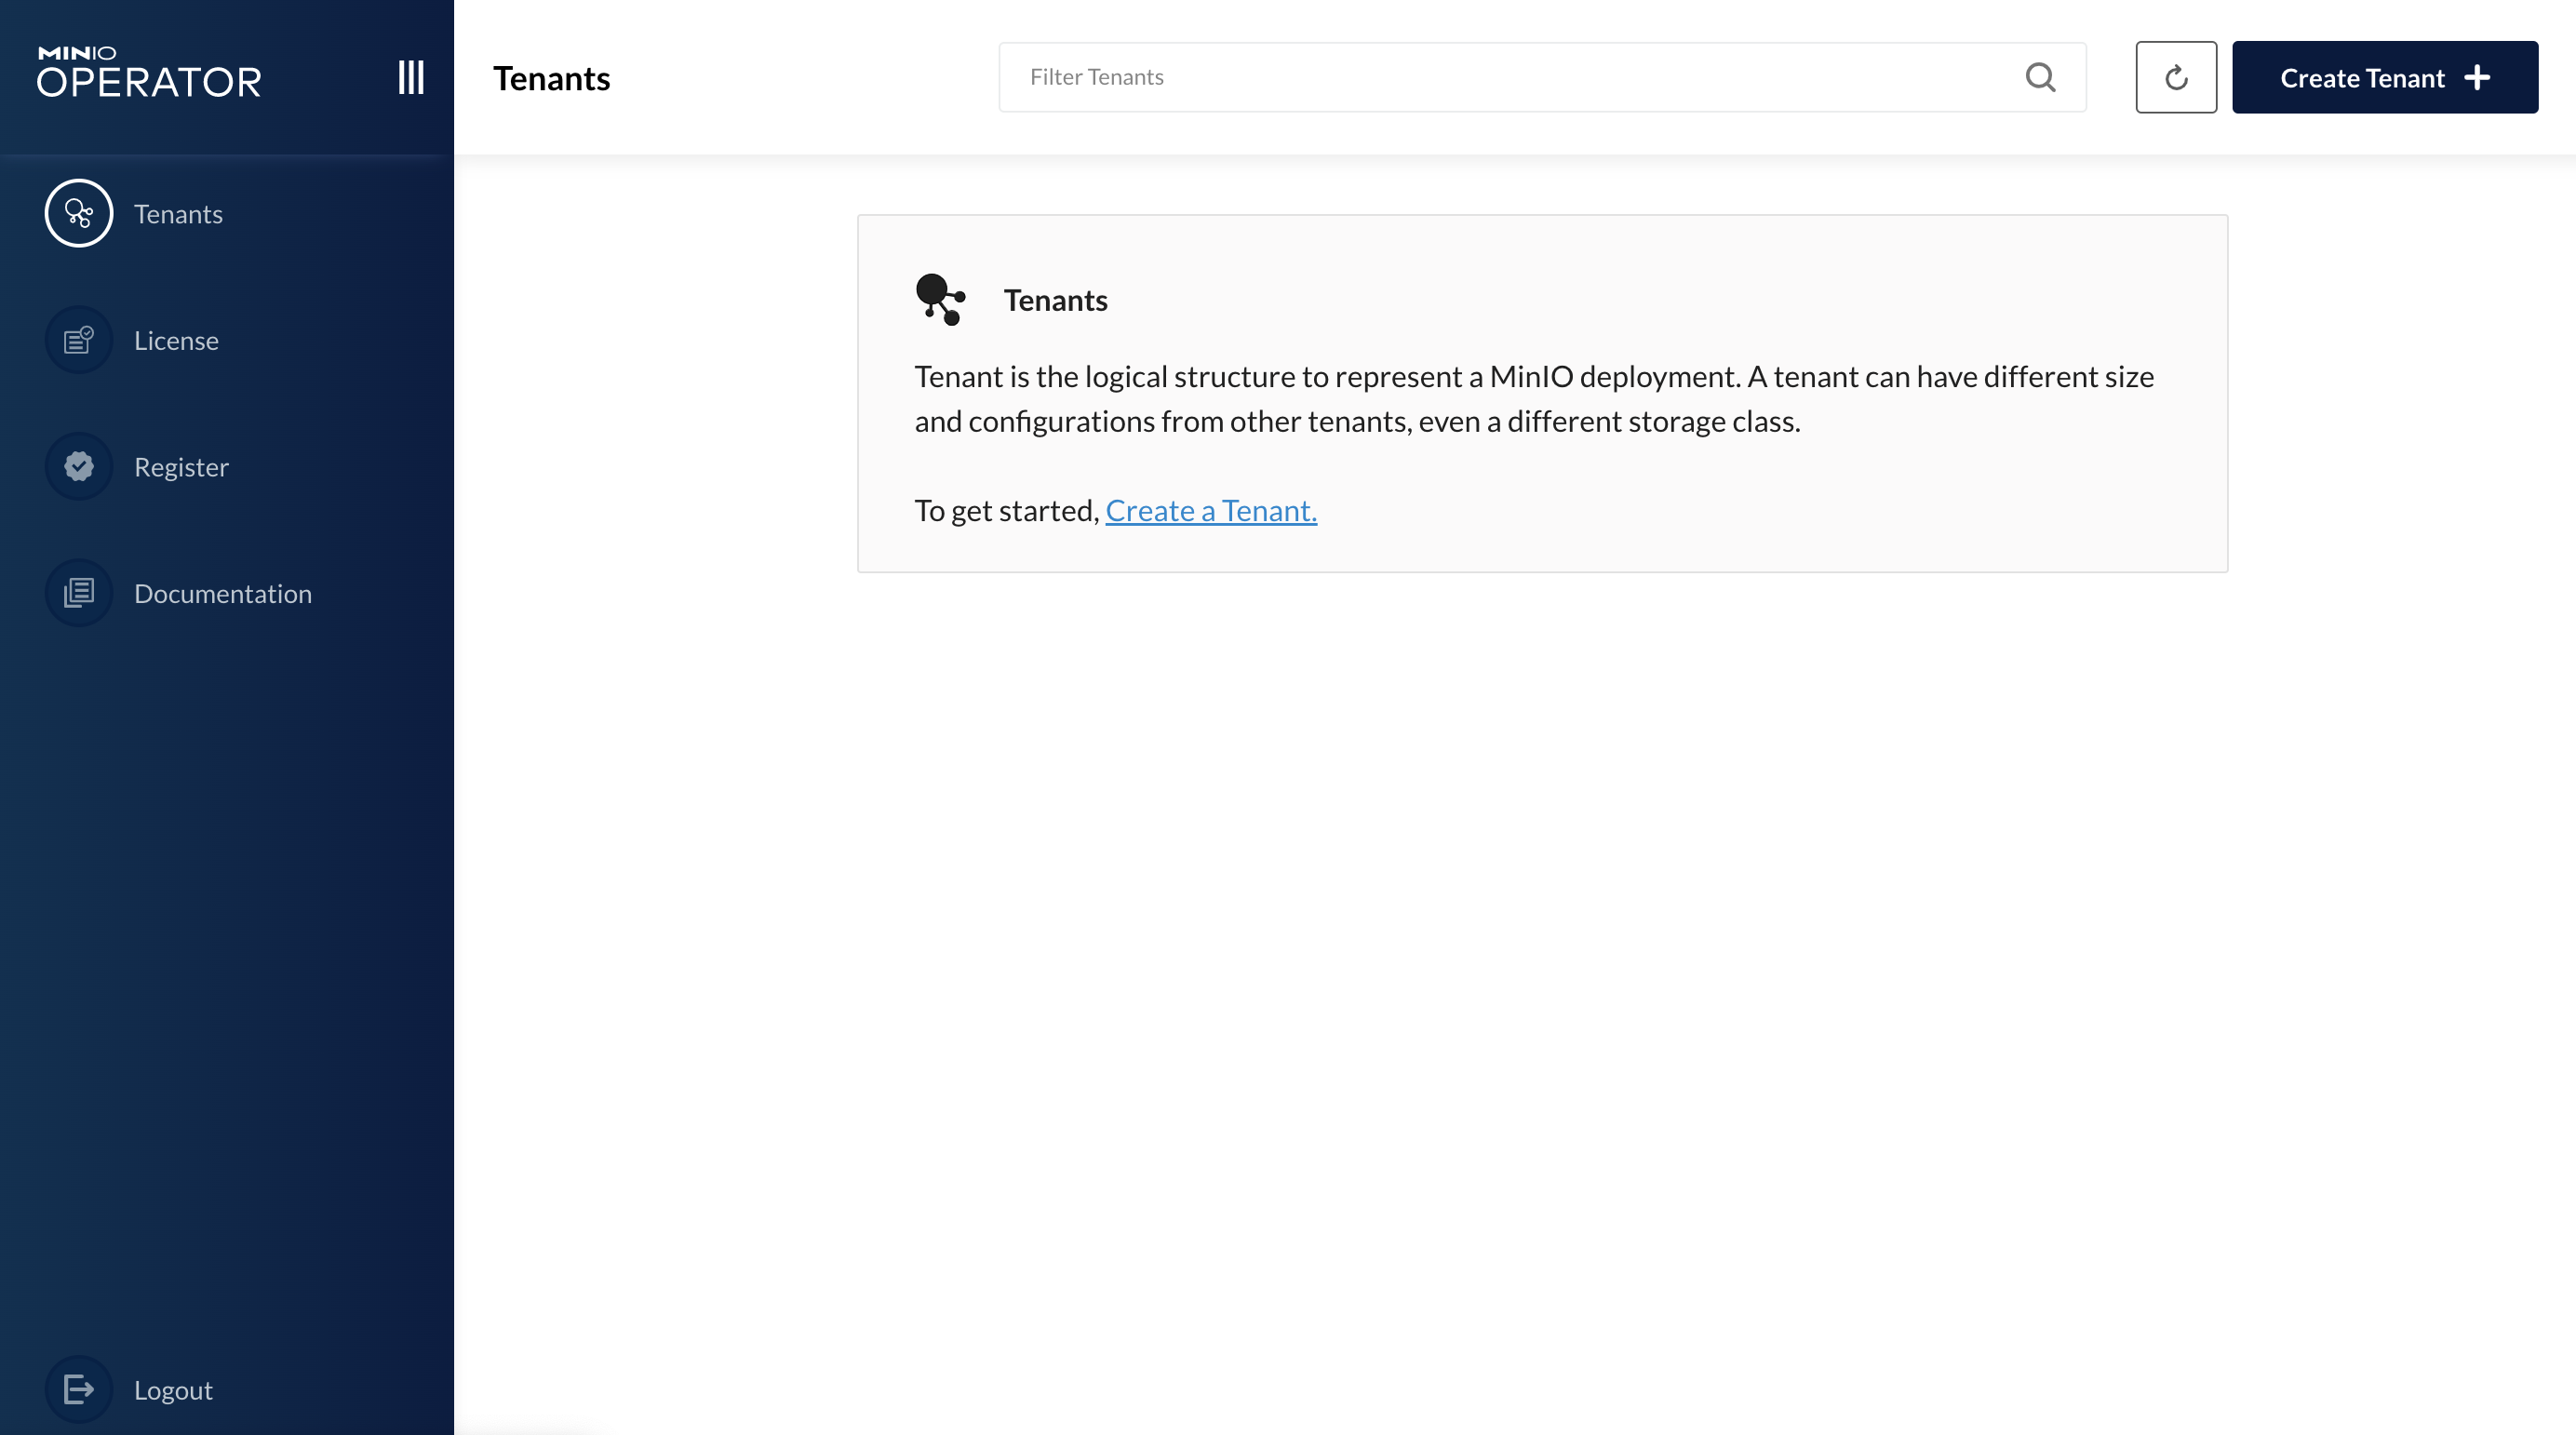 MINIO
OPERATOR
Tenants
License
Register
Documentation
Logout
Tenants
Filter Tenants
Create Tenant
Tenants
Tenant is the logical structure to represent a MinIO deployment. A tenant can have different size
and configurations from other tenants, even a different storage class.
To get started, Create a Tenant.